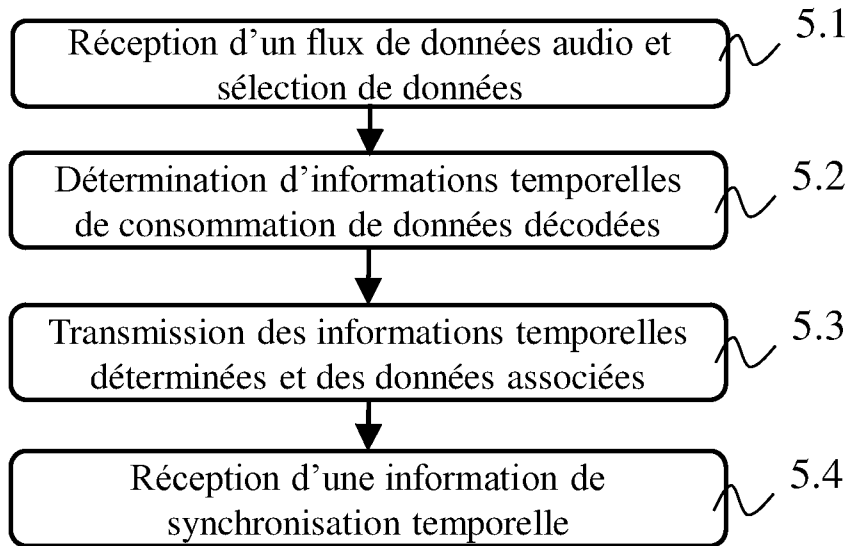 Réception d'un flux de données audio et
sélection de données
5.1
Détermination d'informations temporelles
de consommation de données décodées
5.2
Transmission des informations temporelles
déterminées et des données associées
5.3
Réception d'une information de
synchronisation temporelle
5.4